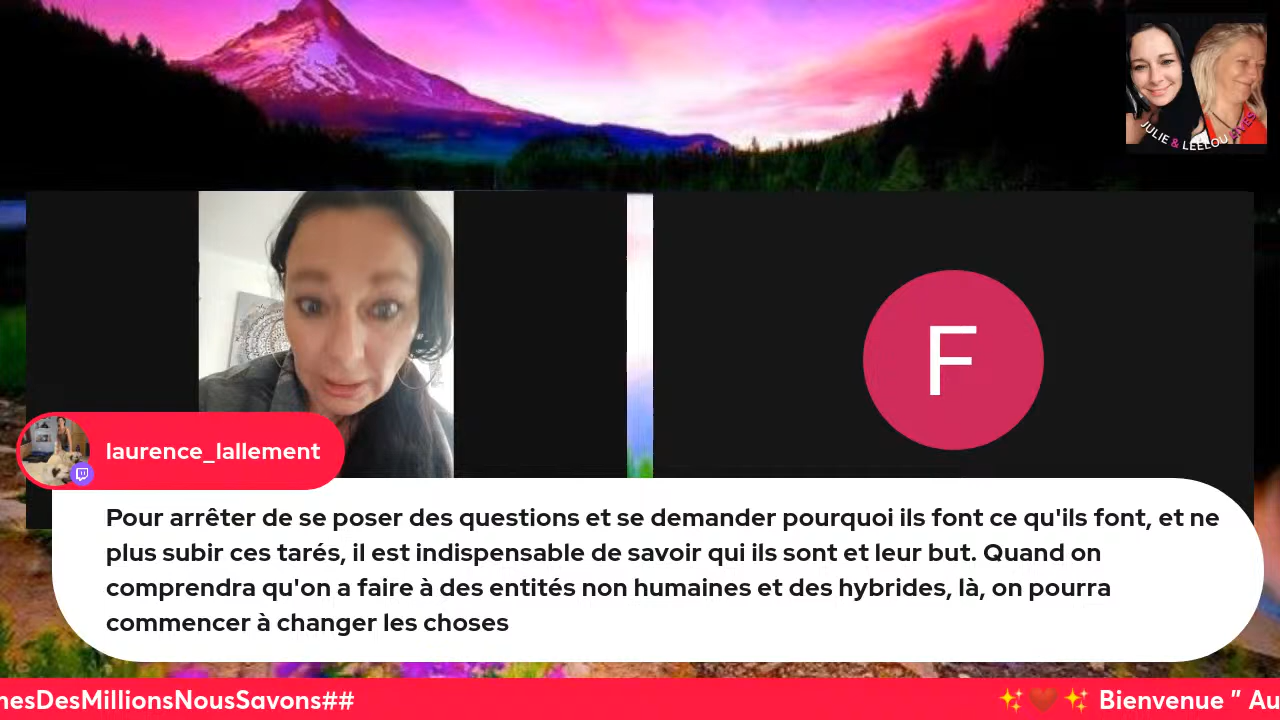 JULIE & LEELOU
F
laurence_lallement
Pour arrêter de se poser des questions et se demander pourquoi ils font ce qu'ils font, et ne
plus subir ces tarés, il est indispensable de savoir qui ils sont et leur but. Quand on
comprendra qu'on a faire à des entités non humaines et des hybrides, là, on pourra
commencer à changer les choses
nesDesMillionsNousSavons## ✨❤️✨ Bienvenue " Au